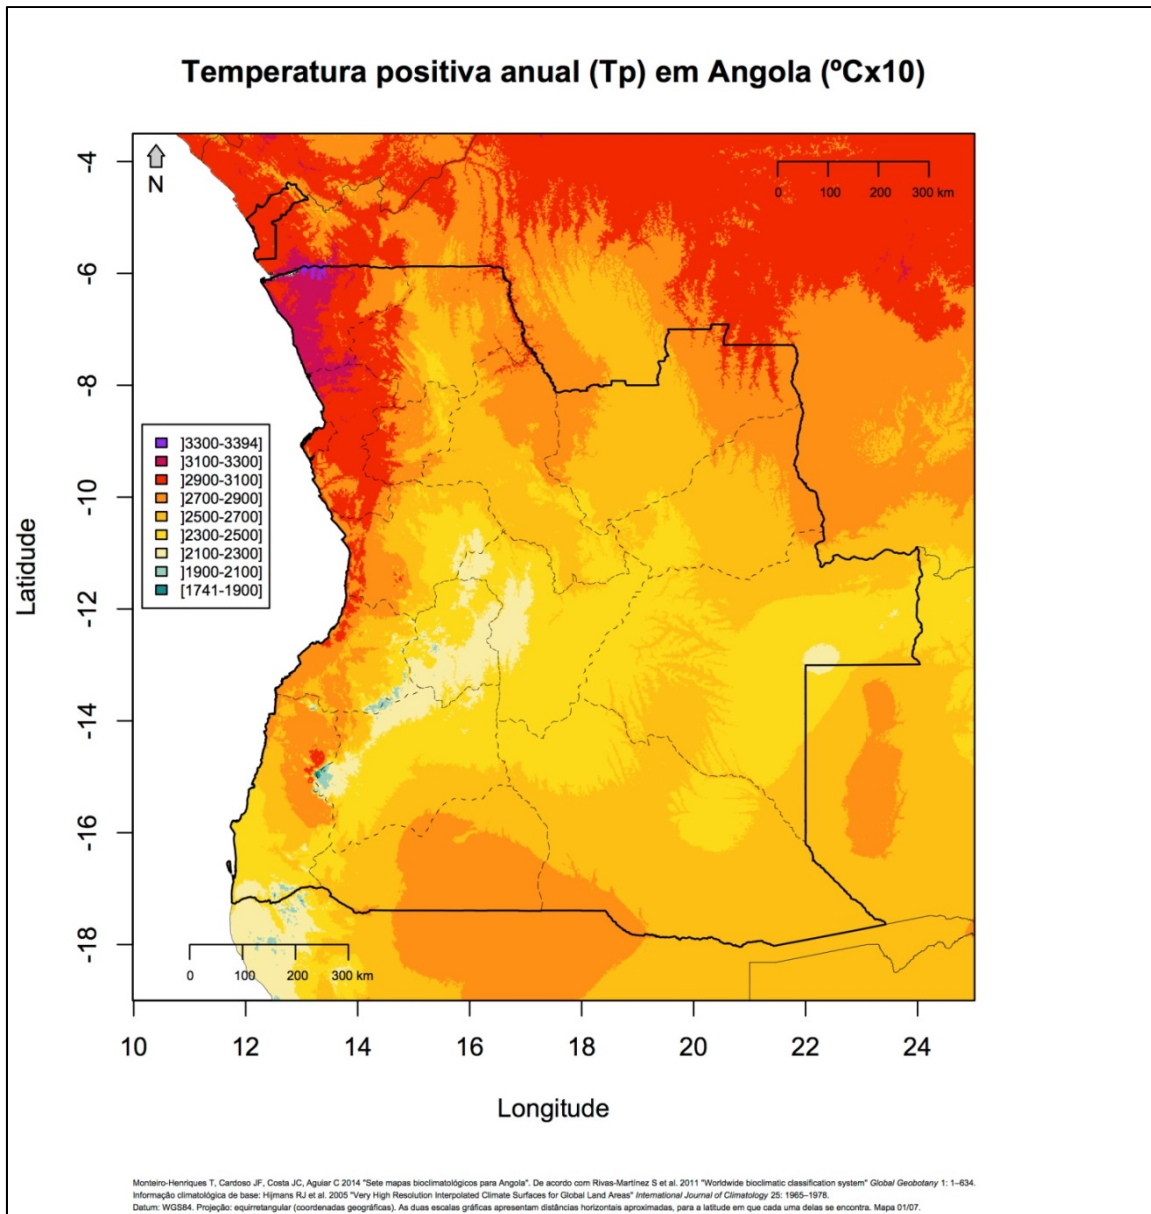 Temperatura positiva anual (Tp) em Angola (ºCx10)
N
0 100 200 300 km
-4
-6
-8
-10
-12
-14
-16
-18
Latidude
]3300-3394]
]3100-3300]
]2900-3100]
]2700-2900]
]2500-2700]
]2300-2500]
]2100-2300]
]1900-2100]
[1741-1900]
0 100 200 300 km
10 12 14 16 18 20 22 24
Longitude
Monteiro-Henriques T, Cardoso JF, Costa JC, Aguiar C 2014 "Sete mapas bioclimatológicos para Angola". De acordo com Rivas-Martínez S et al. 2011 "Worldwide bioclimatic classification system" Global Geobotany 1: 1–634.
Informação climatológica de base: Hijmans RJ et al. 2005 "Very High Resolution Interpolated Climate Surfaces for Global Land Areas" International Journal of Climatology 25: 1965–1978.
Datum: WGS84. Projeção: equirretangular (coordenadas geográficas). As duas escalas gráficas apresentam distâncias horizontais aproximadas, para a latitude em que cada uma delas se encontra. Mapa 01/07.